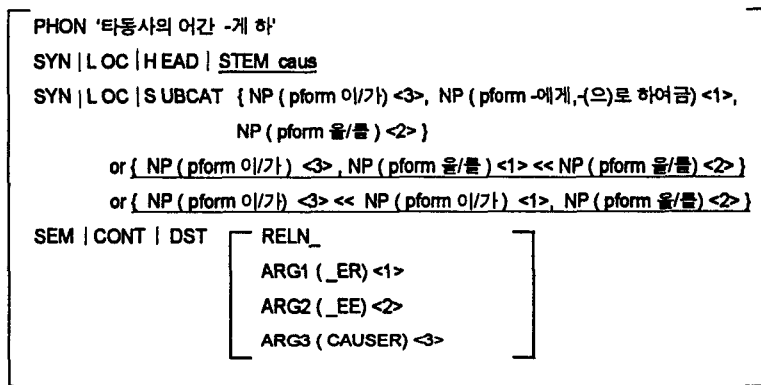 PHON '타동사의 어간 -게 하'
SYN | LOC | HEAD | STEM caus
SYN | LOC | SUBCAT { NP ( pform 이/가) <3>, NP ( pform -에게,-(으)로 하여금) <1>,
NP ( pform 을/를 ) <2> }
or { NP ( pform 이/가 ) <3> , NP ( pform 을/를 ) <1> << NP ( pform 을/를 ) <2> }
or { NP ( pform 이/가) <3> << NP ( pform 이/가 ) <1>, NP ( pform 을/를) <2> }
SEM | CONT | DST RELN_
ARG1 ( _ER) <1>
ARG2 ( _EE) <2>
ARG3 ( CAUSER) <3>